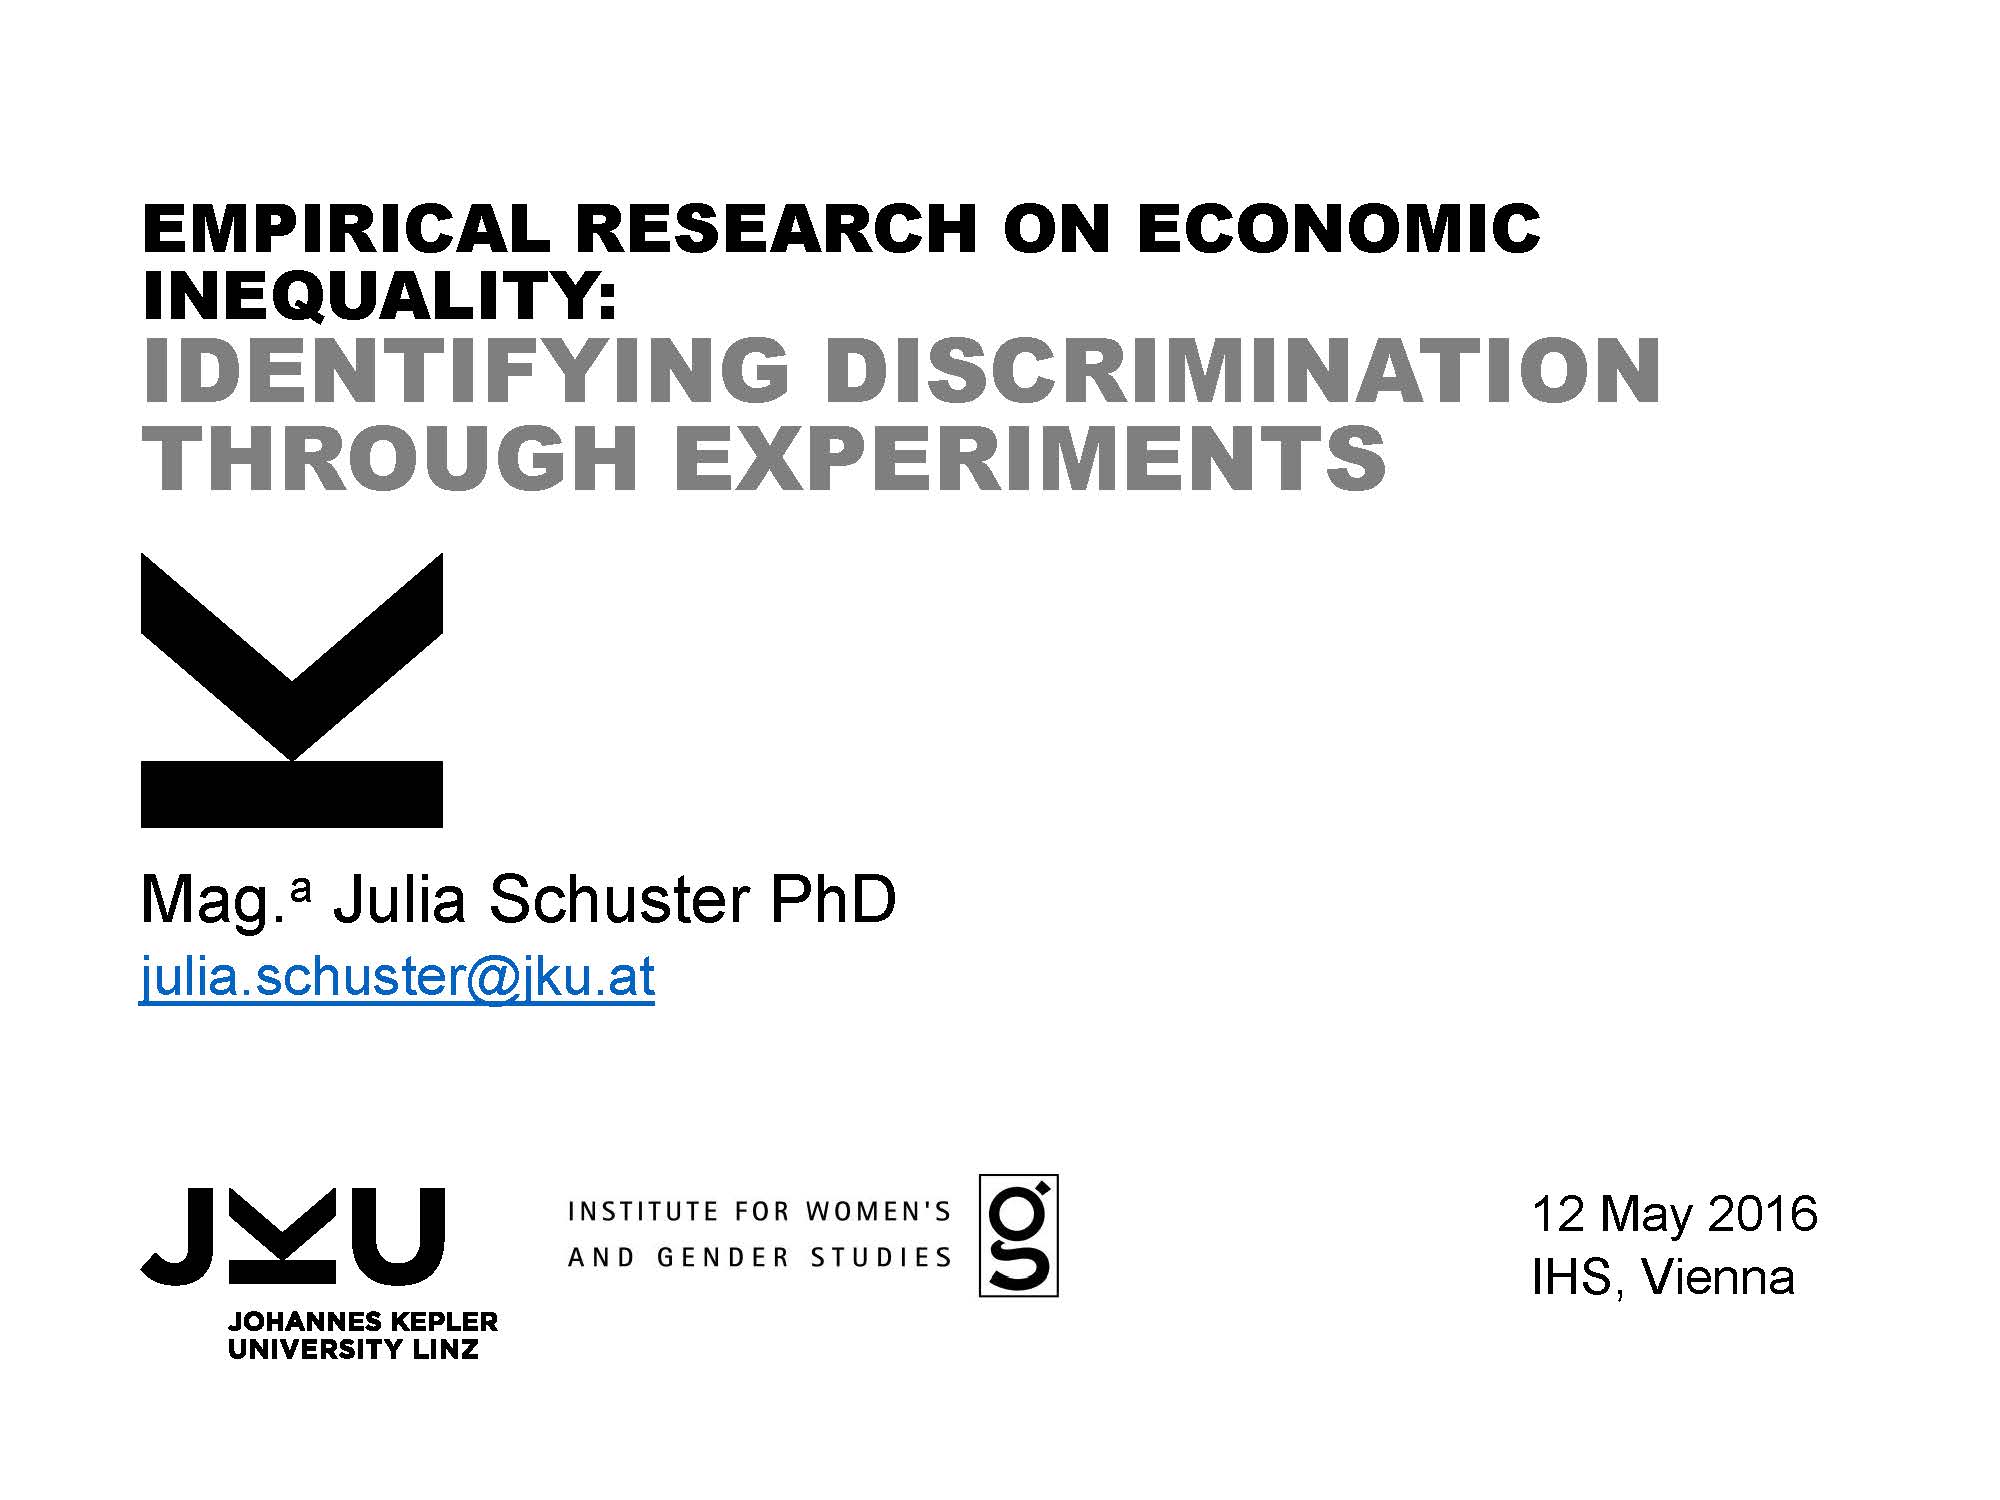 EMPIRICAL RESEARCH ON ECONOMIC
INEQUALITY:
IDENTIFYING DISCRIMINATION
THROUGH EXPERIMENTS
Mag.ª Julia Schuster PhD
julia.schuster@jku.at
JKU
JOHANNES KEPLER
UNIVERSITY LINZ
INSTITUTE FOR WOMEN'S
AND GENDER STUDIES
g
12 May 2016
IHS, Vienna